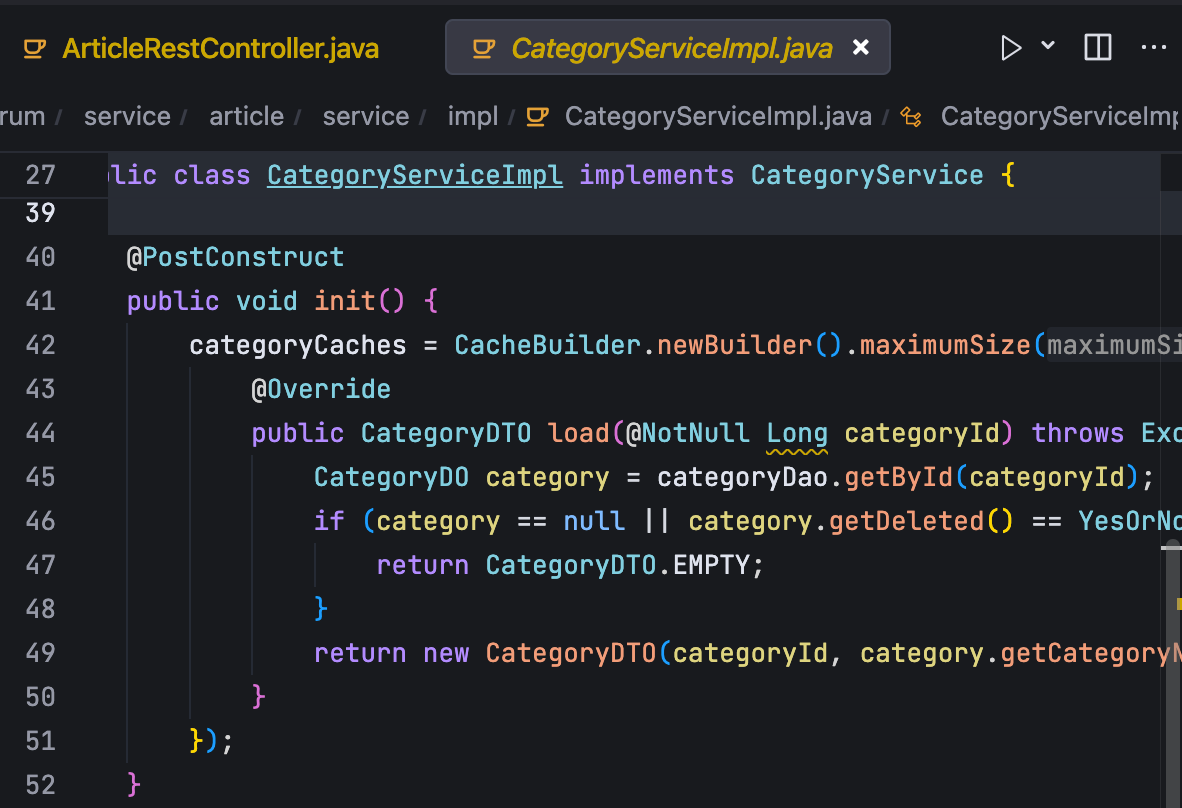 ArticleRestController.java CategoryServiceImpl.java
rum / service / article / service / impl / CategoryServiceImpl.java / CategoryServiceImp
27 lic class CategoryServiceImpl implements CategoryService {
39
40 @PostConstruct
41 public void init() {
42 categoryCaches = CacheBuilder.newBuilder().maximumSize(maximumSi
43 @Override
44 public CategoryDTO load(@NotNull Long categoryId) throws Exc
45 CategoryDO category = categoryDao.getById(categoryId);
46 if (category == null || category.getDeleted() == YesOrNo
47 return CategoryDTO.EMPTY;
48 }
49 return new CategoryDTO(categoryId, category.getCategoryN
50 }
51 });
52 }